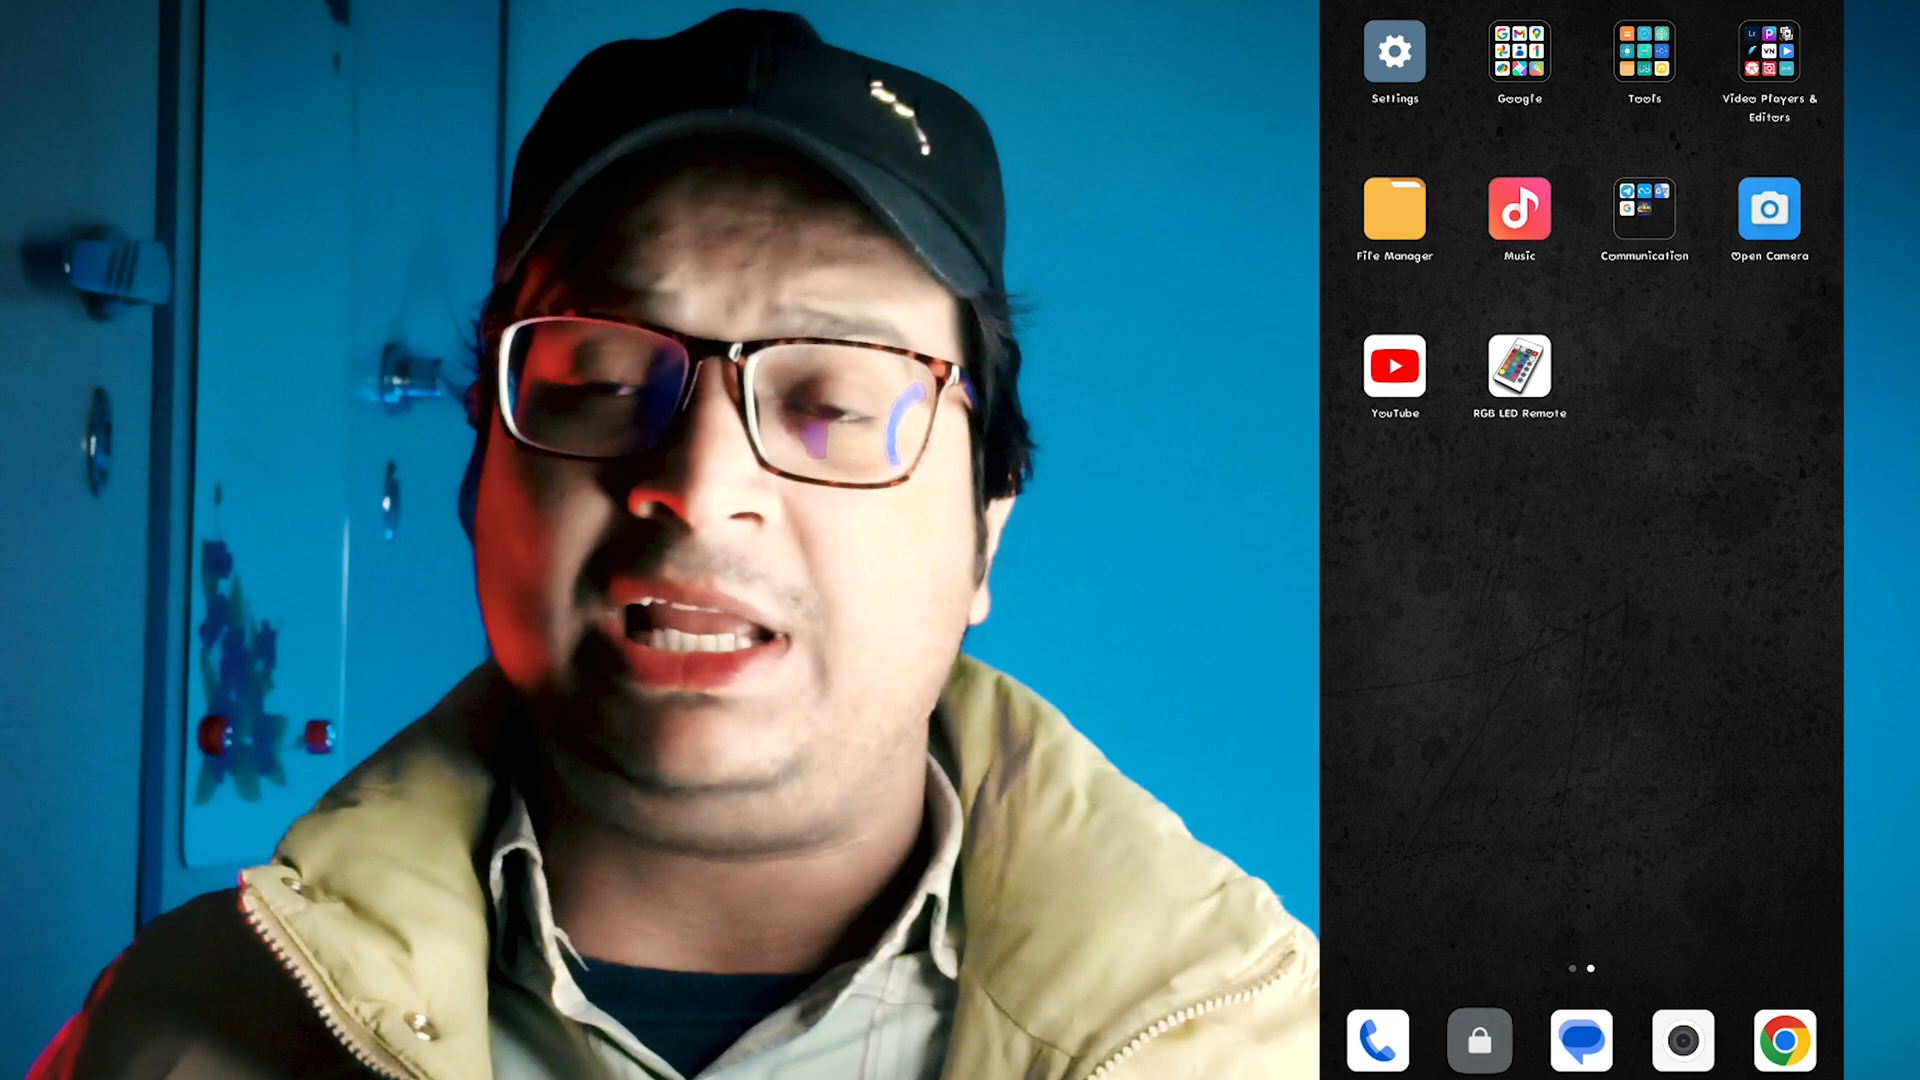 Settings
Google
Tools
Video Players &
Editors
File Manager
Music
Communication
Open Camera
YouTube
RGB LED Remote